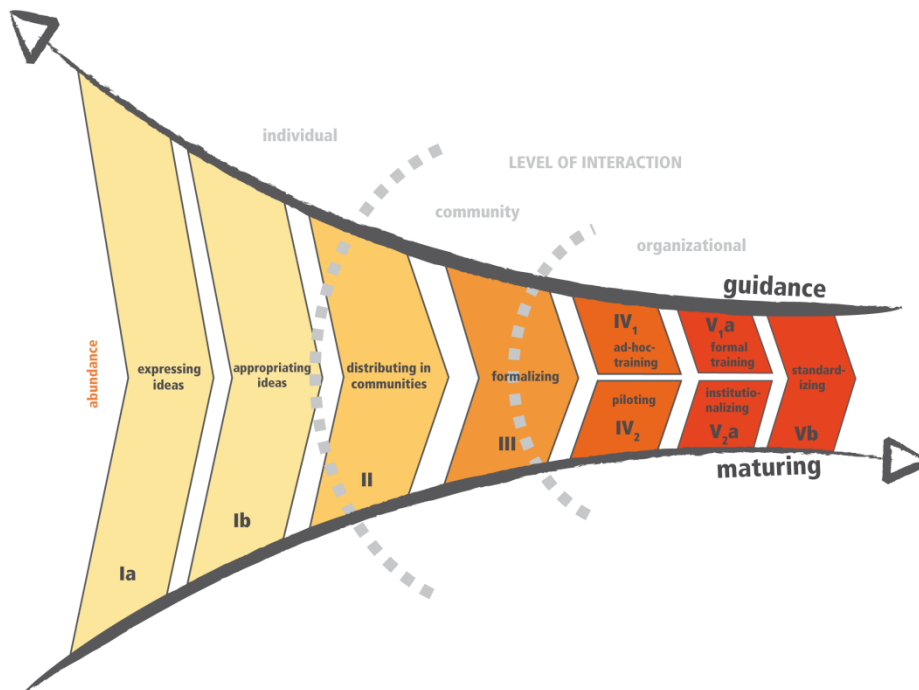 individual
LEVEL OF INTERACTION
community
organizational
guidance
abundance
expressing
ideas
Ia
appropriating
ideas
Ib
distributing in
communities
II
formalizing
III
IV₁
ad-hoc-
training
piloting
IV₂
V₁a
formal
training
institutio-
nalizing
V₂a
standard-
izing
Vb
maturing